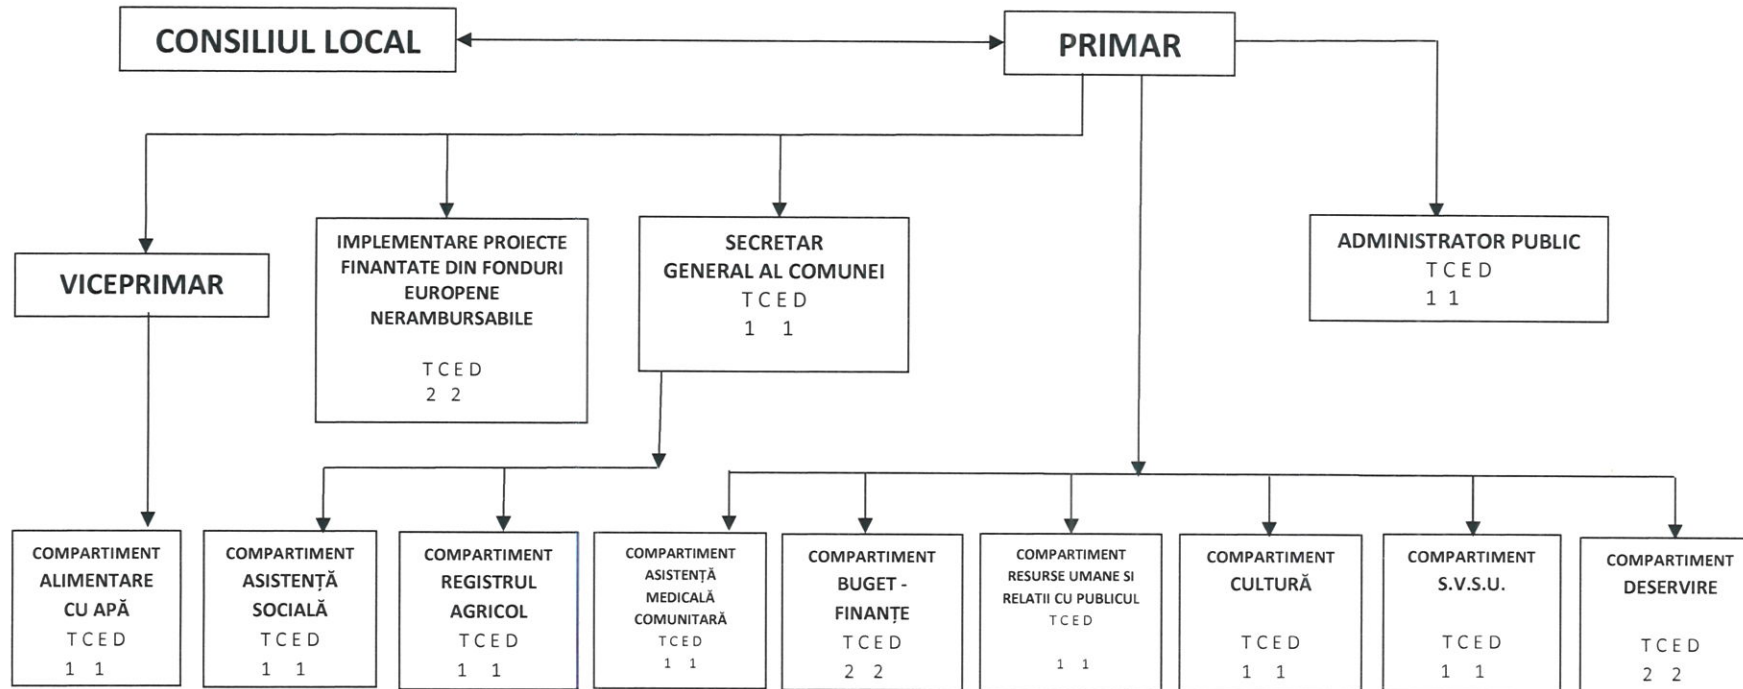 CONSILIUL LOCAL
PRIMAR
VICEPRIMAR
IMPLEMENTARE PROIECTE
FINANTATE DIN FONDURI
EUROPENE
NERAMBURSABILE
T C E D
2 2
SECRETAR
GENERAL AL COMUNEI
T C E D
1 1
ADMINISTRATOR PUBLIC
T C E D
1 1
COMPARTIMENT
ALIMENTARE
CU APĂ
T C E D
1 1
COMPARTIMENT
ASISTENȚĂ
SOCIALĂ
T C E D
1 1
COMPARTIMENT
REGISTRUL
AGRICOL
T C E D
1 1
COMPARTIMENT
ASISTENȚĂ
MEDICALĂ
COMUNITARĂ
T C E D
1 1
COMPARTIMENT
BUGET -
FINANȚE
T C E D
2 2
COMPARTIMENT
RESURSE UMANE SI
RELATII CU PUBLICUL
T C E D
1 1
COMPARTIMENT
CULTURĂ
T C E D
1 1
COMPARTIMENT
S.V.S.U.
T C E D
1 1
COMPARTIMENT
DESERVIRE
T C E D
2 2